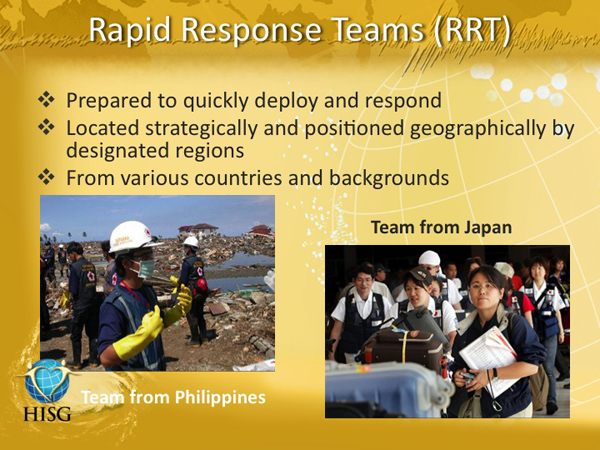 Rapid Response Teams (RRT)
❖ Prepared to quickly deploy and respond
❖ Located strategically and positioned geographically by
designated regions
❖ From various countries and backgrounds
Team from Japan
Team from Philippines
HISG